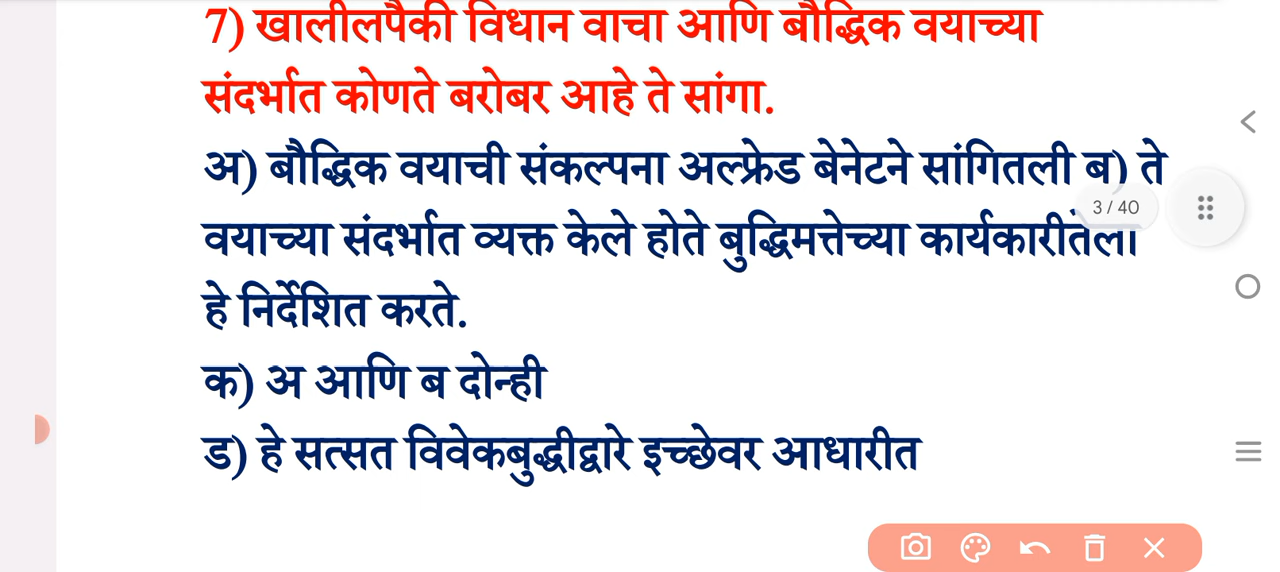 7) खालीलपैकी विधान वाचा आणि बौद्धिक वयाच्या
संदर्भात कोणते बरोबर आहे ते सांगा.
अ) बौद्धिक वयाची संकल्पना अल्फ्रेड बेनेटने सांगितली ब) ते
3 / 40
वयाच्या संदर्भात व्यक्त केले होते बुद्धिमत्तेच्या कार्यकारीतेला
हे निर्देशित करते.
क) अ आणि ब दोन्ही
ड) हे सत्सत विवेकबुद्धीद्वारे इच्छेवर आधारीत